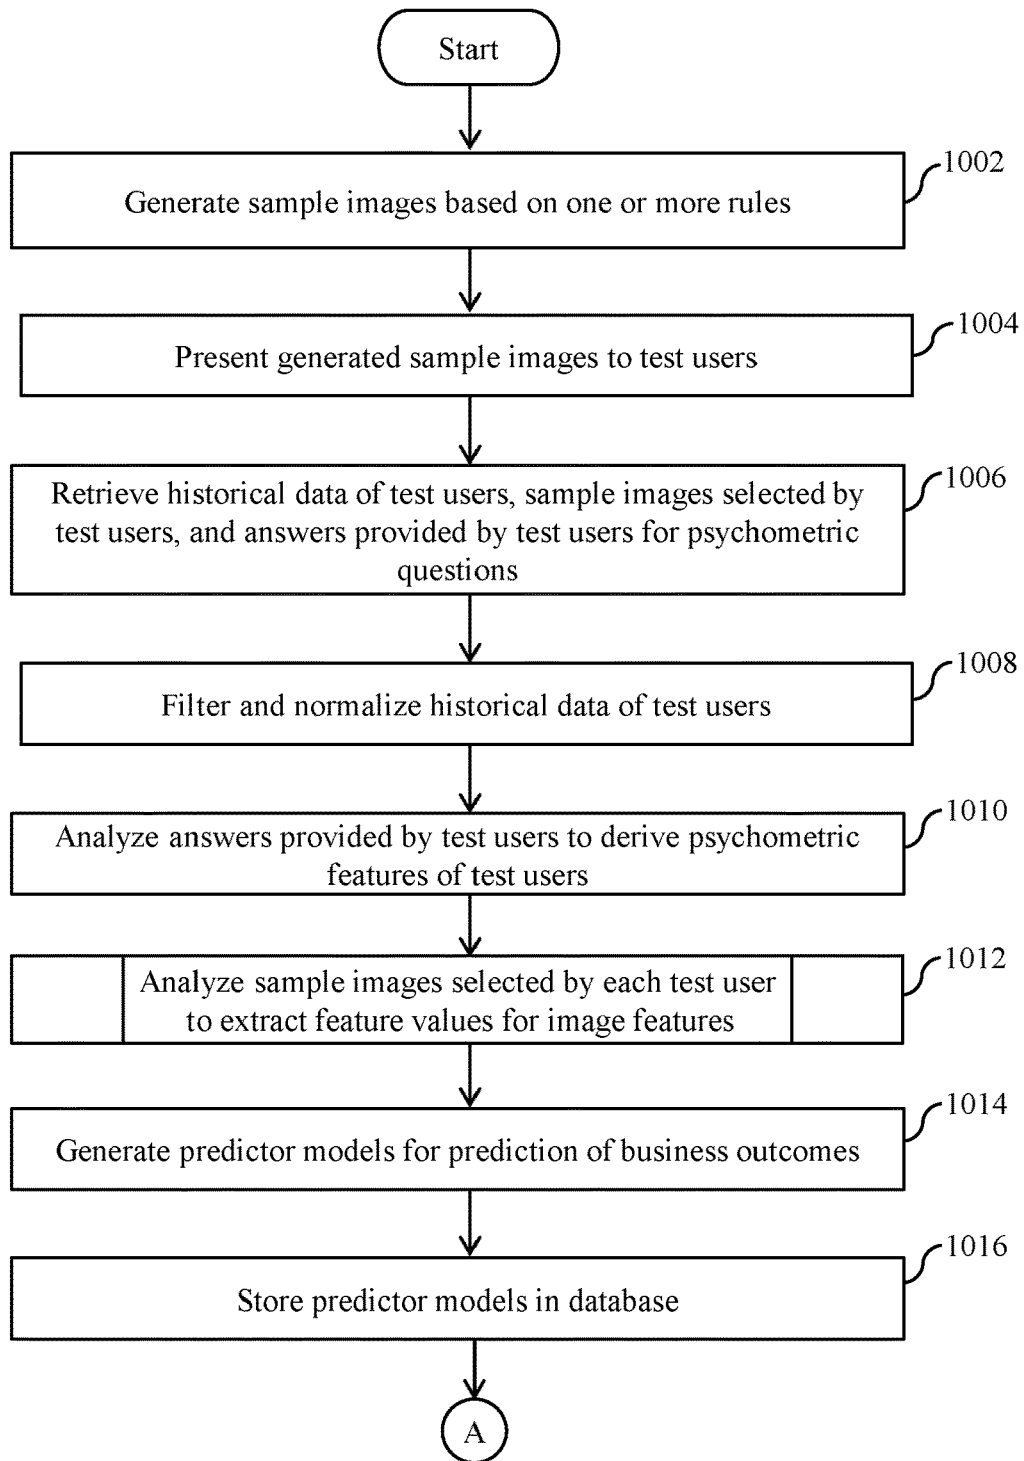 Start
1002
Generate sample images based on one or more rules
1004
Present generated sample images to test users
1006
Retrieve historical data of test users, sample images selected by
test users, and answers provided by test users for psychometric
questions
1008
Filter and normalize historical data of test users
1010
Analyze answers provided by test users to derive psychometric
features of test users
1012
Analyze sample images selected by each test user
to extract feature values for image features
1014
Generate predictor models for prediction of business outcomes
1016
Store predictor models in database
A